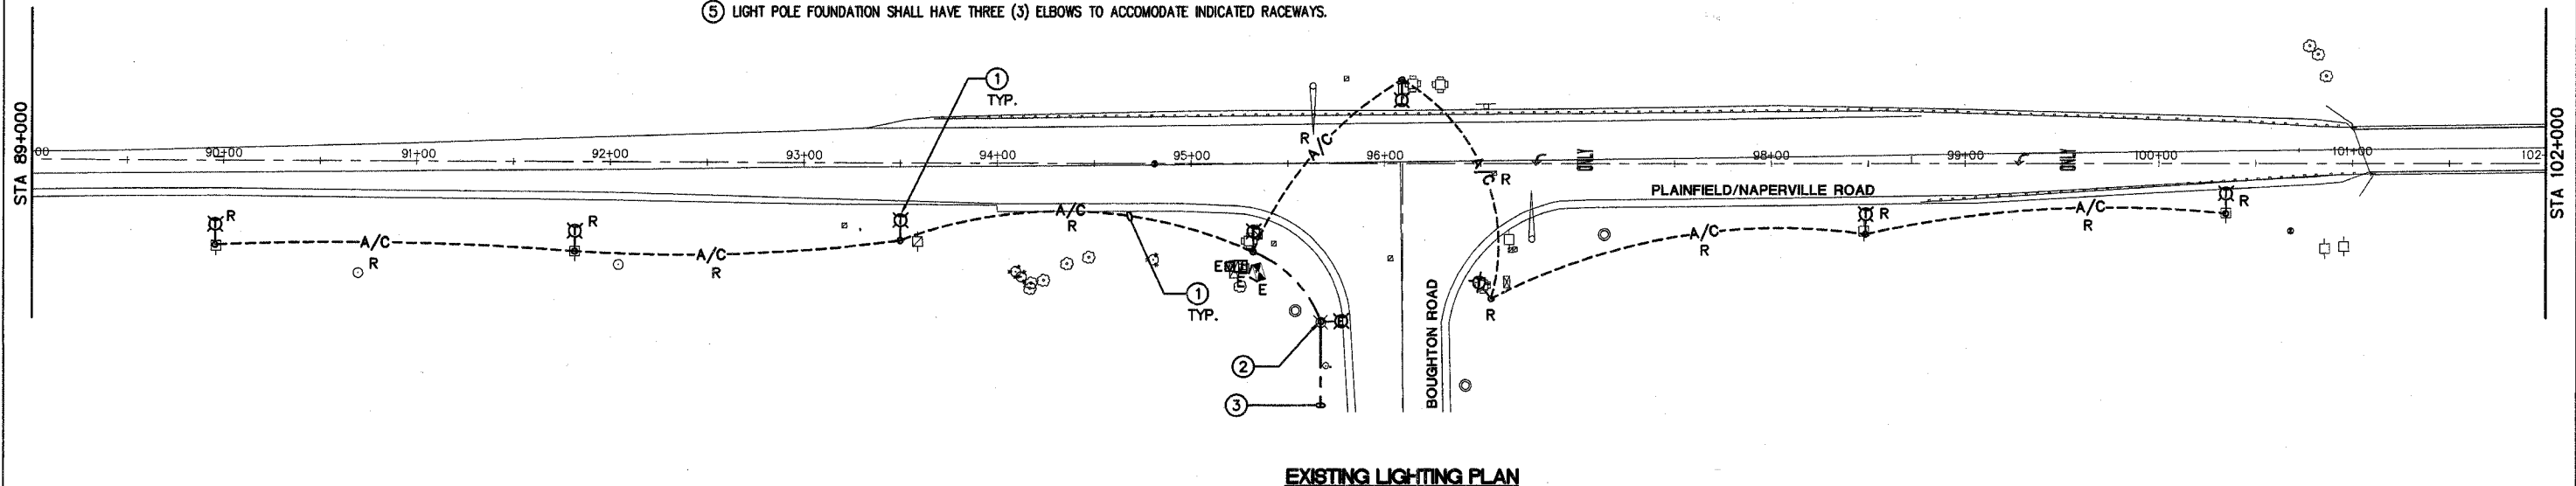 5 LIGHT POLE FOUNDATION SHALL HAVE THREE (3) ELBOWS TO ACCOMODATE INDICATED RACEWAYS.
1
TYP.
STA 89+000
STA 102+000
00
90+00
91+00
92+00
93+00
94+00
95+00
96+00
98+00
99+00
100+00
101+00
102
R
A/C
ONLY
ONLY
R
PLAINFIELD/NAPERVILLE ROAD
R
R
A/C
R
A/C
R
A/C
R
R
R
A/C
R
A/C
R
E
E
E
R
1
TYP.
2
3
BOUGHTON ROAD
EXISTING LIGHTING PLAN